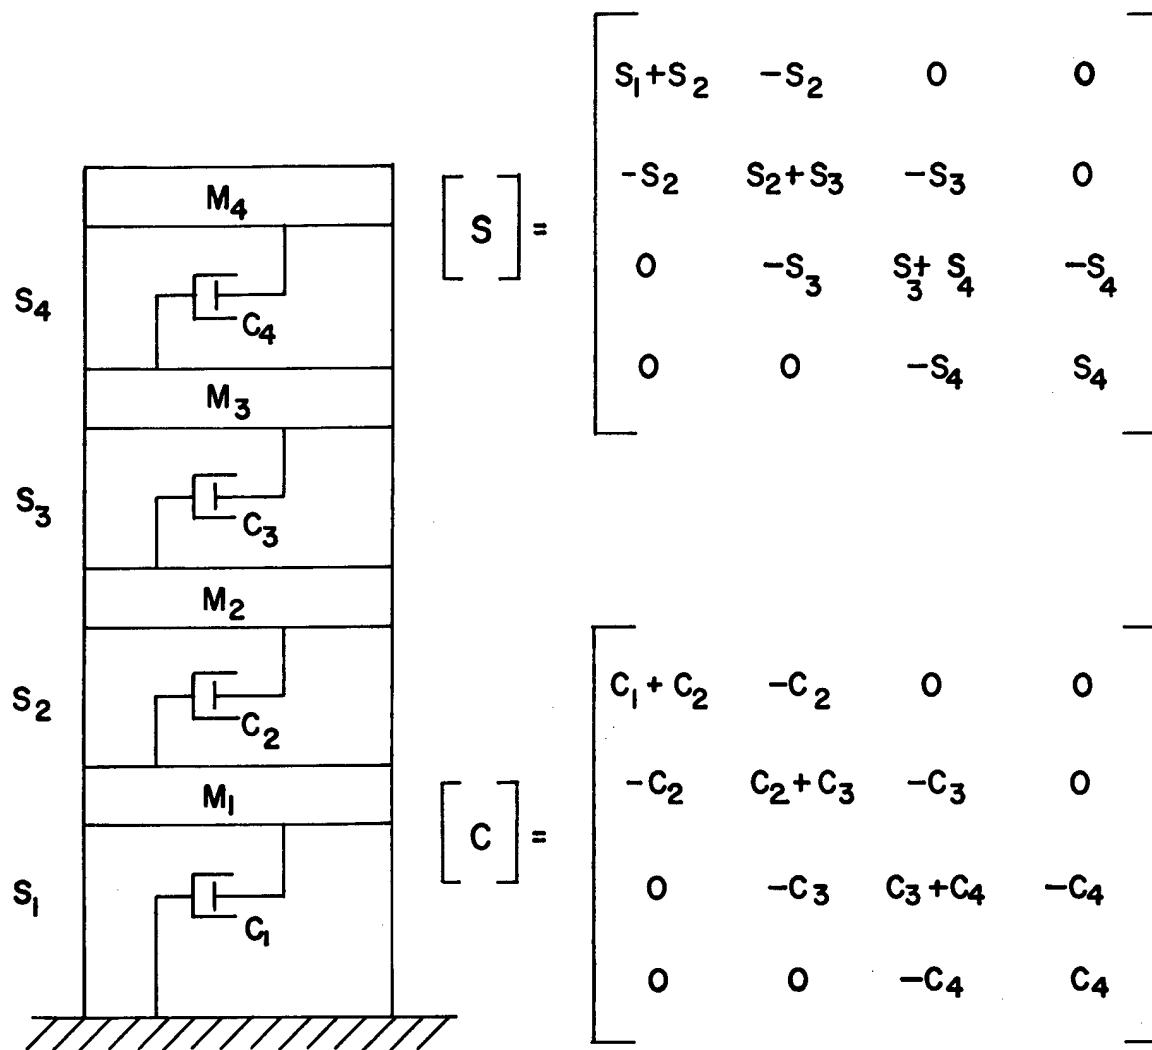 M₄
S₄
C₄
M₃
S₃
C₃
M₂
S₂
C₂
M₁
S₁
C₁
[S] =
S₁+S₂ -S₂ 0 0
-S₂ S₂+S₃ -S₃ 0
0 -S₃ S₃+S₄ -S₄
0 0 -S₄ S₄
[C] =
C₁+C₂ -C₂ 0 0
-C₂ C₂+C₃ -C₃ 0
0 -C₃ C₃+C₄ -C₄
0 0 -C₄ C₄